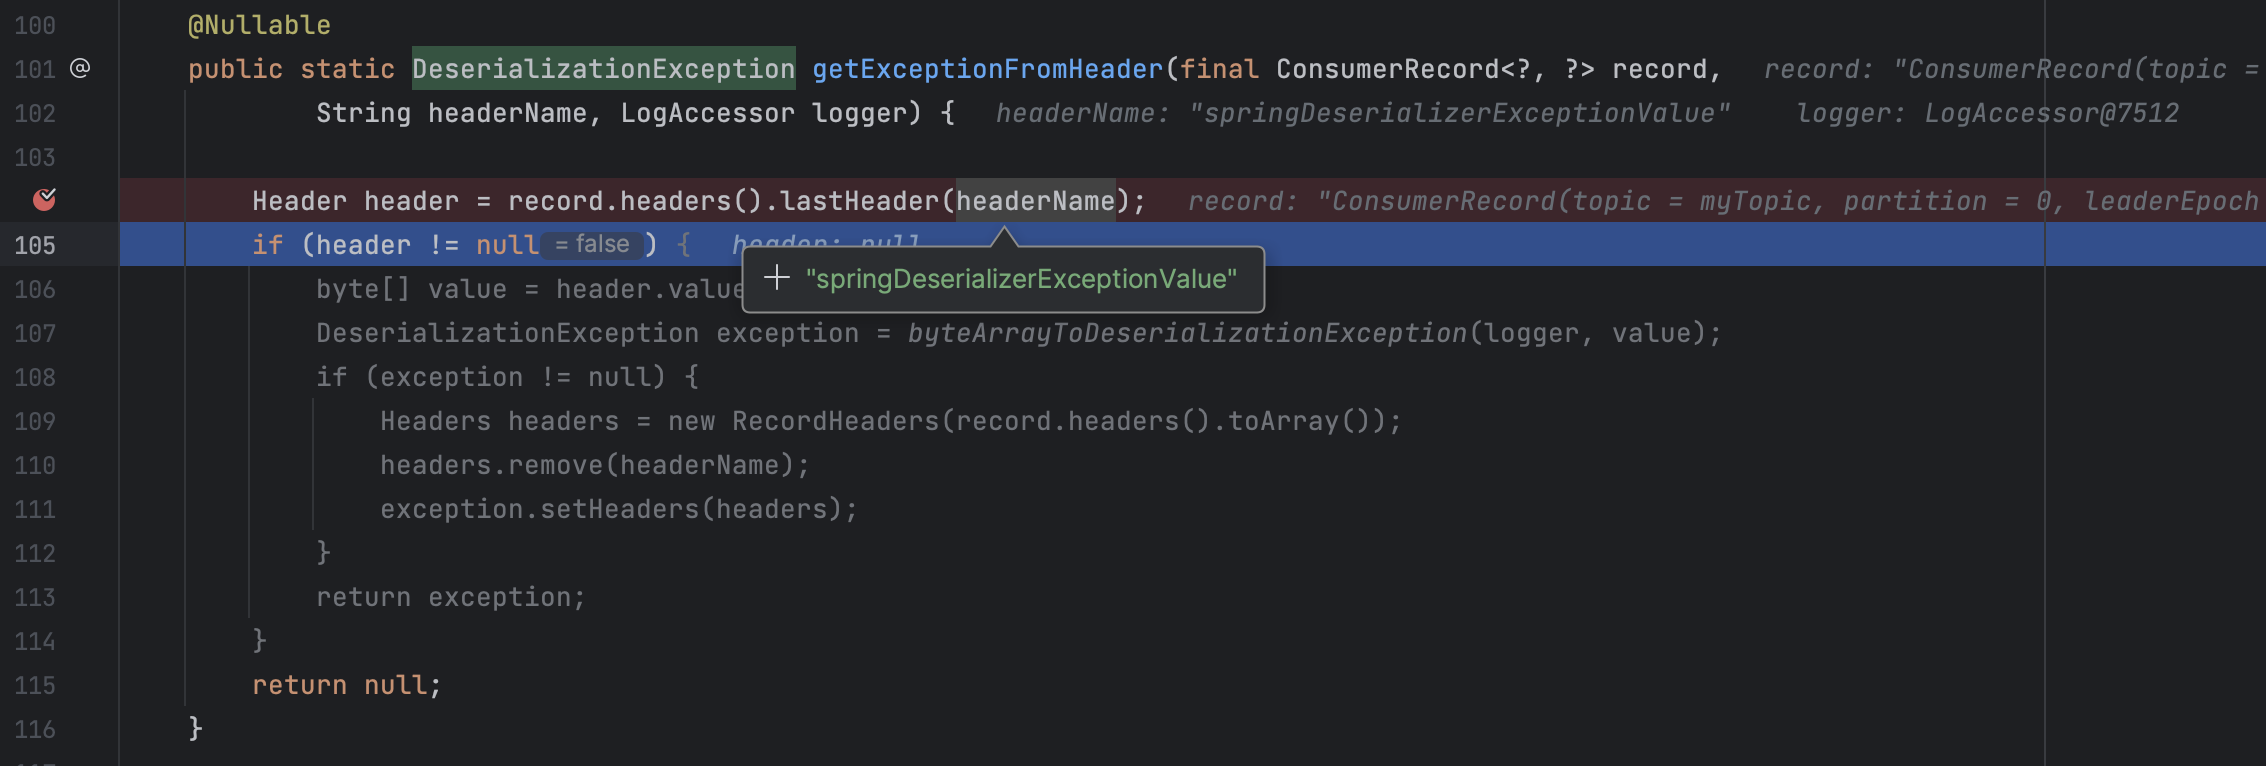 100 @Nullable
101 @ public static DeserializationException getExceptionFromHeader(final ConsumerRecord<?, ?> record, record: "ConsumerRecord(topic =
102 String headerName, LogAccessor logger) { headerName: "springDeserializerExceptionValue" logger: LogAccessor@7512
103
Header header = record.headers().lastHeader(headerName); record: "ConsumerRecord(topic = myTopic, partition = 0, leaderEpoch
105 if (header != null = false ) { header: null
"springDeserializerExceptionValue"
106 byte[] value = header.value
107 DeserializationException exception = byteArrayToDeserializationException(logger, value);
108 if (exception != null) {
109 Headers headers = new RecordHeaders(record.headers().toArray());
110 headers.remove(headerName);
111 exception.setHeaders(headers);
112 }
113 return exception;
114 }
115 return null;
116 }